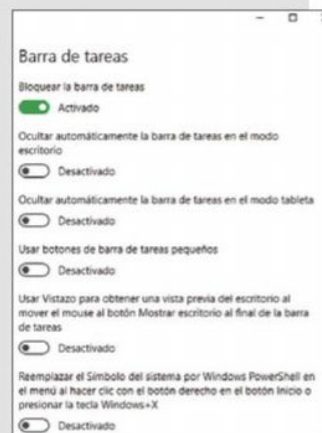 Barra de tareas
Bloquear la barra de tareas
Activado
Ocultar automáticamente la barra de tareas en el modo
escritorio
Desactivado
Ocultar automáticamente la barra de tareas en el modo tableta
Desactivado
Usar botones de barra de tareas pequeños
Desactivado
Usar Vistazo para obtener una vista previa del escritorio al
mover el mouse al botón Mostrar escritorio al final de la barra
de tareas
Desactivado
Reemplazar el Símbolo del sistema por Windows PowerShell en
el menú al hacer clic con el botón derecho en el botón Inicio o
presionar la tecla Windows+X
Desactivado